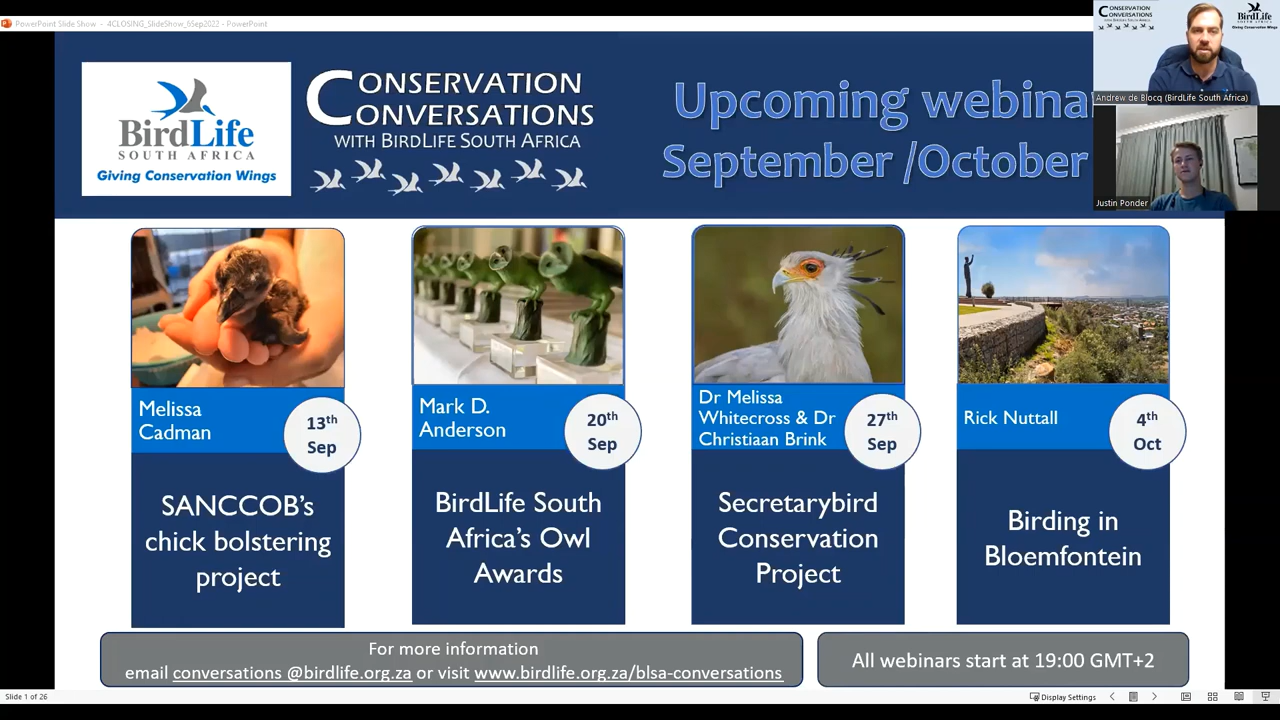 PowerPoint Slide Show - 4CLOSING_SlideShow_6Sep2022 - PowerPoint
BirdLife
SOUTH AFRICA
Giving Conservation Wings
CONSERVATION
CONVERSATIONS
WITH BIRDLIFE SOUTH AFRICA
Upcoming webina
September /October
CONSERVATION
CONVERSATIONS
BirdLife
Giving Conservation Wings
Andrew de Blocq (BirdLife South Africa)
Justin Ponder
Melissa
Cadman
13th
Sep
SANCCOB's
chick bolstering
project
Mark D.
Anderson
20th
Sep
BirdLife South
Africa's Owl
Awards
Dr Melissa
Whitecross & Dr
Christiaan Brink
27th
Sep
Secretarybird
Conservation
Project
Rick Nuttall
4th
Oct
Birding in
Bloemfontein
For more information
email conversations @birdlife.org.za or visit www.birdlife.org.za/blsa-conversations
All webinars start at 19:00 GMT+2
Slide 1 of 26
Display Settings